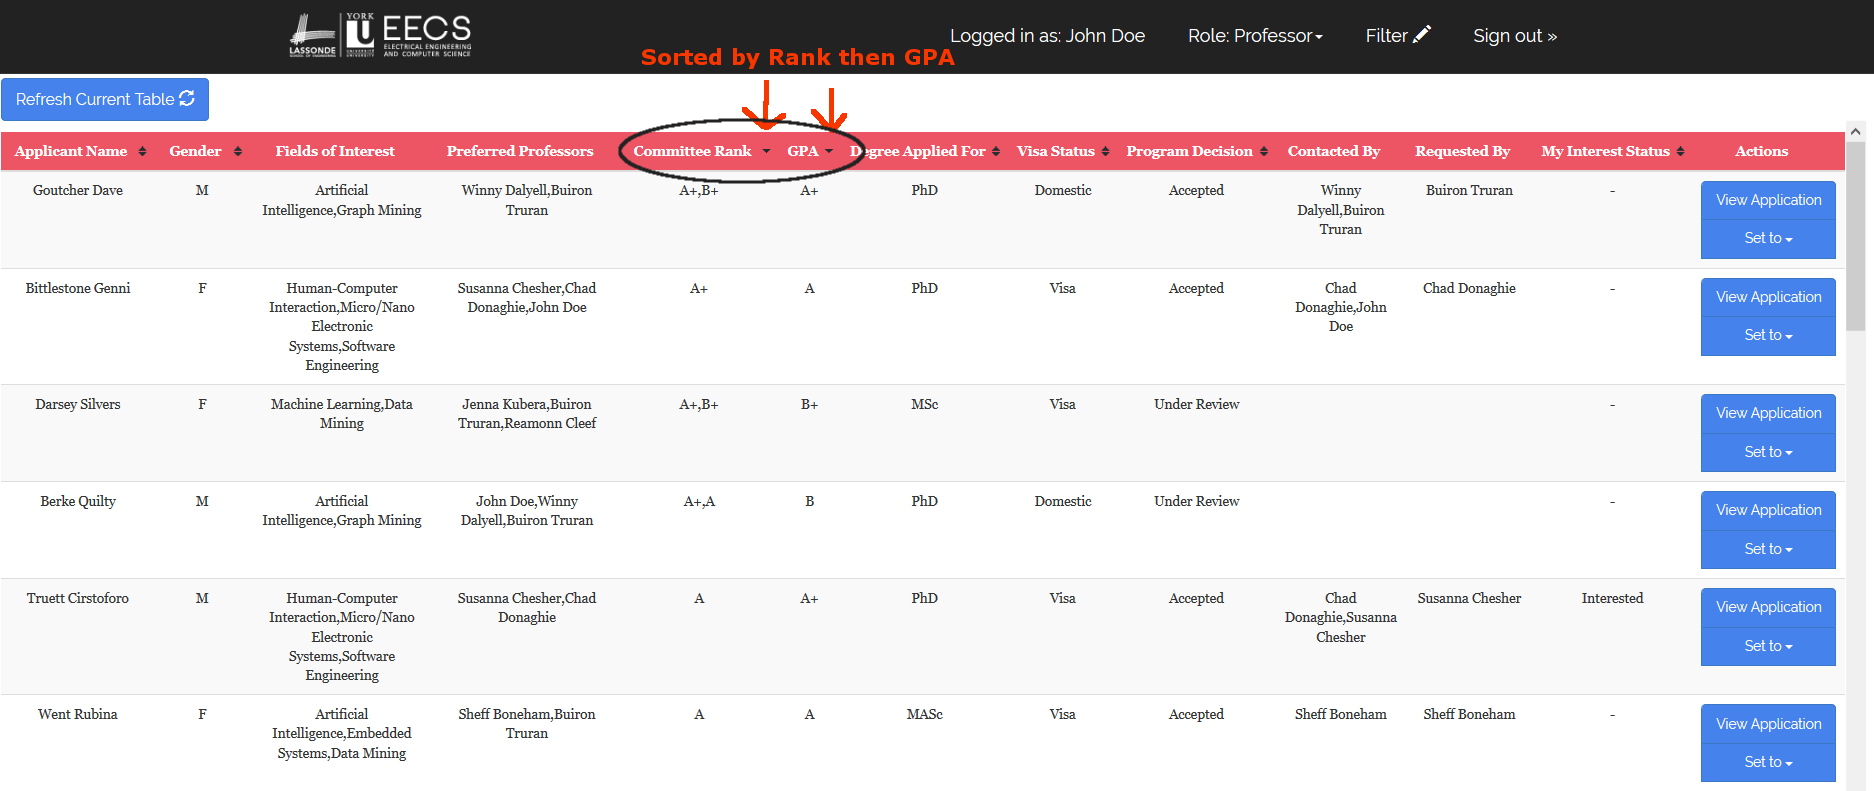 LASSONDE
SCHOOL OF ENGINEERING
YORK
U
UNIVERSITÉ
UNIVERSITY
EECS
ELECTRICAL ENGINEERING
AND COMPUTER SCIENCE
Logged in as: John Doe Role: Professor Filter Sign out »
Sorted by Rank then GPA
Refresh Current Table
Applicant Name Gender Fields of Interest Preferred Professors Committee Rank GPA Degree Applied For Visa Status Program Decision Contacted By Requested By My Interest Status Actions
Goutcher Dave M Artificial Winny Dalyell,Buiron A+,B+ A+ PhD Domestic Accepted Winny Buiron Truran - View Application
Intelligence,Graph Mining Truran Dalyell,Buiron
Truran
Set to
Bittlestone Genni F Human-Computer Susanna Chesher,Chad A+ A PhD Visa Accepted Chad Chad Donaghie - View Application
Interaction,Micro/Nano Donaghie,John Doe Donaghie,John
Electronic Doe
Systems,Software
Engineering
Set to
Darsey Silvers F Machine Learning,Data Jenna Kubera,Buiron A+,B+ B+ MSc Visa Under Review - View Application
Mining Truran,Reamonn Cleef
Set to
Berke Quilty M Artificial John Doe,Winny A+,A B PhD Domestic Under Review - View Application
Intelligence,Graph Mining Dalyell,Buiron Truran
Set to
Truett Cirstoforo M Human-Computer Susanna Chesher,Chad A A+ PhD Visa Accepted Chad Susanna Chesher Interested View Application
Interaction,Micro/Nano Donaghie Donaghie,Susanna
Electronic Chesher
Systems,Software
Engineering
Set to
Went Rubina F Artificial Sheff Boneham,Buiron A A MASc Visa Accepted Sheff Boneham Sheff Boneham - View Application
Intelligence,Embedded Truran
Systems,Data Mining
Set to